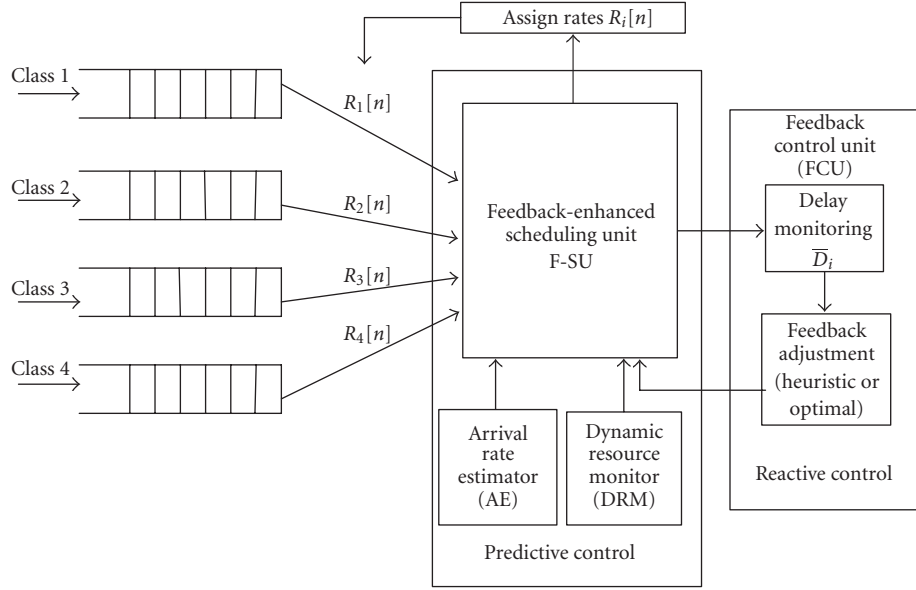 Assign rates R_i[n]
Class 1
R_1[n]
Class 2
R_2[n]
Class 3
R_3[n]
Class 4
R_4[n]
Feedback-enhanced
scheduling unit
F-SU
Arrival
rate
estimator
(AE)
Dynamic
resource
monitor
(DRM)
Predictive control
Feedback
control unit
(FCU)
Delay
monitoring
D̅_i
Feedback
adjustment
(heuristic or
optimal)
Reactive control